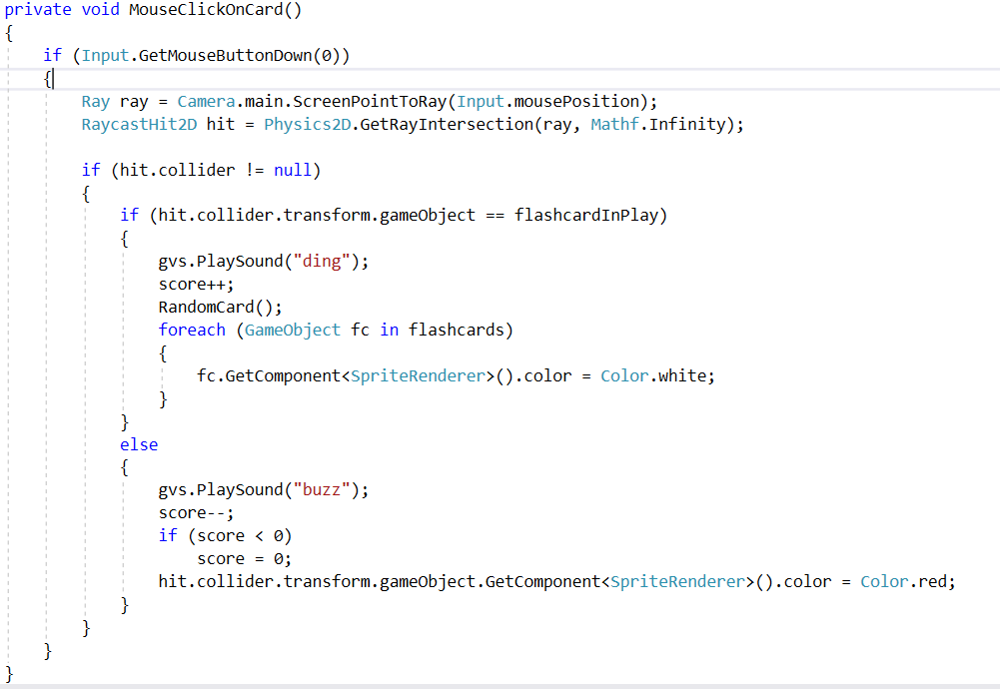 private void MouseClickOnCard()
{
    if (Input.GetMouseButtonDown(0))
    {
        Ray ray = Camera.main.ScreenPointToRay(Input.mousePosition);
        RaycastHit2D hit = Physics2D.GetRayIntersection(ray, Mathf.Infinity);

        if (hit.collider != null)
        {
            if (hit.collider.transform.gameObject == flashcardInPlay)
            {
                gvs.PlaySound("ding");
                score++;
                RandomCard();
                foreach (GameObject fc in flashcards)
                {
                    fc.GetComponent<SpriteRenderer>().color = Color.white;
                }
            }
            else
            {
                gvs.PlaySound("buzz");
                score--;
                if (score < 0)
                    score = 0;
                hit.collider.transform.gameObject.GetComponent<SpriteRenderer>().color = Color.red;
            }
        }
    }
}